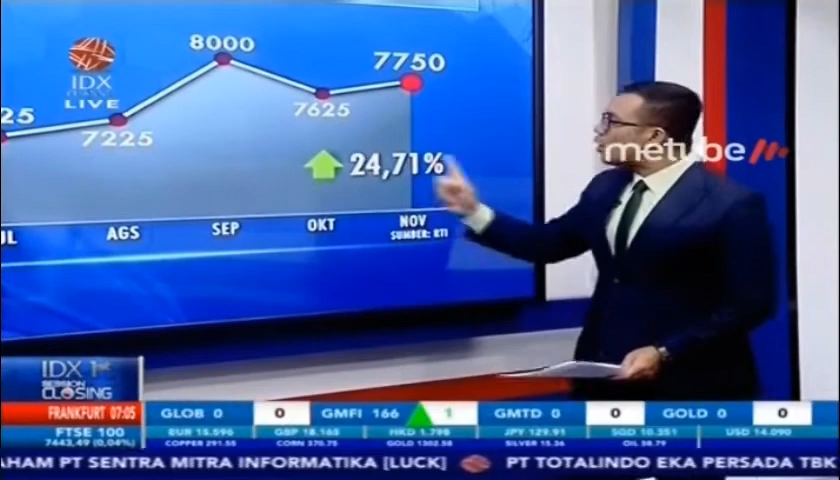 8000
7750
IDX
LIVE
25
7225
7625
24,71%
metube
UL AGS SEP OKT NOV
SUMBER: RTI
IDX 1st
SESSION
CLOSING
FRANKFURT 07:05 GLOB 0 0 GMFI 166 1 GMTD 0 0 GOLD 0 0
FTSE 100 EUR 15.596 GBP 18.165 HKD 1.798 JPY 129.91 SGD 10.351 USD 14.090
7443,49 (0,04%) COPPER 291.55 CORN 370.75 GOLD 1302.58 SILVER 15.36 OIL 58.79
AHAM PT SENTRA MITRA INFORMATIKA [LUCK] PT TOTALINDO EKA PERSADA TBK